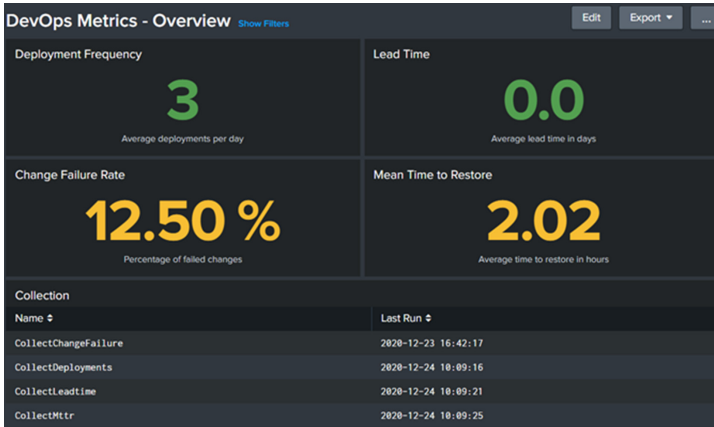 DevOps Metrics - Overview Show Filters
Edit
Export
...
Deployment Frequency
3
Average deployments per day
Lead Time
0.0
Average lead time in days
Change Failure Rate
12.50 %
Percentage of failed changes
Mean Time to Restore
2.02
Average time to restore in hours
Collection
Name Last Run
CollectChangeFailure 2020-12-23 16:42:17
CollectDeployments 2020-12-24 10:09:16
CollectLeadtime 2020-12-24 10:09:21
CollectMttr 2020-12-24 10:09:25